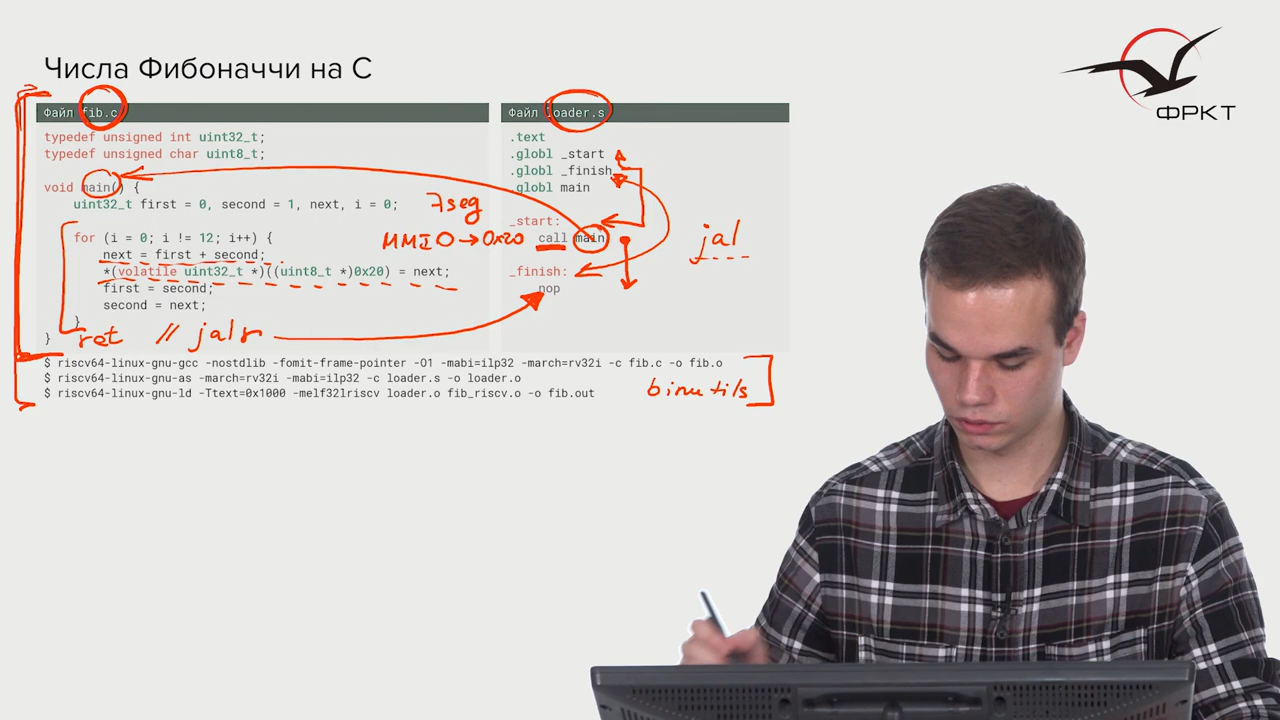 Числа Фибоначчи на C
ФРКТ
Файл fib.c
typedef unsigned int uint32_t;
typedef unsigned char uint8_t;
void main() {
uint32_t first = 0, second = 1, next, i = 0;
for (i = 0; i != 12; i++) {
next = first + second;
*(volatile uint32_t *)((uint8_t *)0x20) = next;
first = second;
second = next;
}
}
7seg
MMIO → 0x20
ret // jalr
Файл loader.s
.text
.globl _start
.globl _finish
.globl main
_start:
call main
_finish:
nop
jal
$ riscv64-linux-gnu-gcc -nostdlib -fomit-frame-pointer -O1 -mabi=ilp32 -march=rv32i -c fib.c -o fib.o
$ riscv64-linux-gnu-as -march=rv32i -mabi=ilp32 -c loader.s -o loader.o
$ riscv64-linux-gnu-ld -Ttext=0x1000 -melf32lriscv loader.o fib_riscv.o -o fib.out
binutils